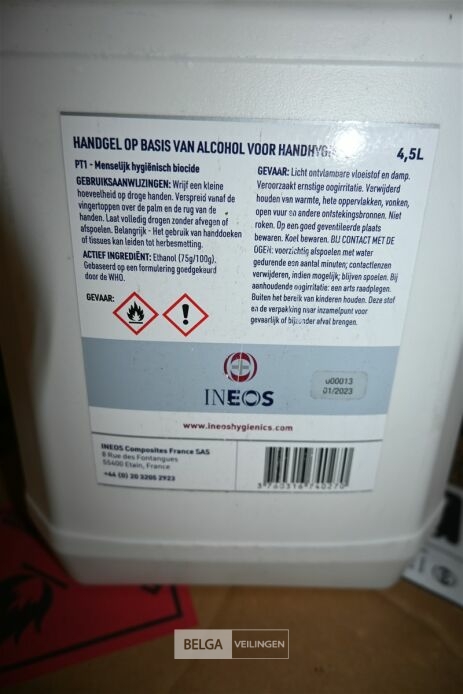 HANDGEL OP BASIS VAN ALCOHOL VOOR HANDHYG
4,5L
PT1 - Menselijk hygiënisch biocide
GEBRUIKSAANWIJZINGEN: Wrijf een kleine
hoeveelheid op droge handen. Verspreid vanaf de
vingertoppen over de palm en de rug van de
handen. Laat volledig drogen zonder afvegen of
afspoelen. Belangrijk - Het gebruik van handdoeken
of tissues kan leiden tot herbesmetting.
ACTIEF INGREDIËNT: Ethanol (75g/100g).
Gebaseerd op een formulering goedgekeurd
door de WHO.
GEVAAR:
GEVAAR: Licht ontvlambare vloeistof en damp.
Veroorzaakt ernstige oogirritatie. Verwijderd
houden van warmte, hete oppervlakken, vonken,
open vuur en andere ontstekingsbronnen. Niet
roken. Op een goed geventileerde plaats
bewaren. Koel bewaren. BIJ CONTACT MET DE
OGEN: voorzichtig afspoelen met water
gedurende een aantal minuten; contactlenzen
verwijderen, indien mogelijk; blijven spoelen. Bij
aanhoudende oogirritatie: een arts raadplegen.
Buiten het bereik van kinderen houden. Deze stof
en de verpakking naar inzamelpunt voor
gevaarlijk of bijzonder afval brengen.
INEOS
000013
01/2023
www.ineoshygienics.com
INEOS Composites France SAS
8 Rue des Fontangues
55400 Etain, France
+44 (0) 20 3205 2923
3 760316 740270
BELGA VEILINGEN